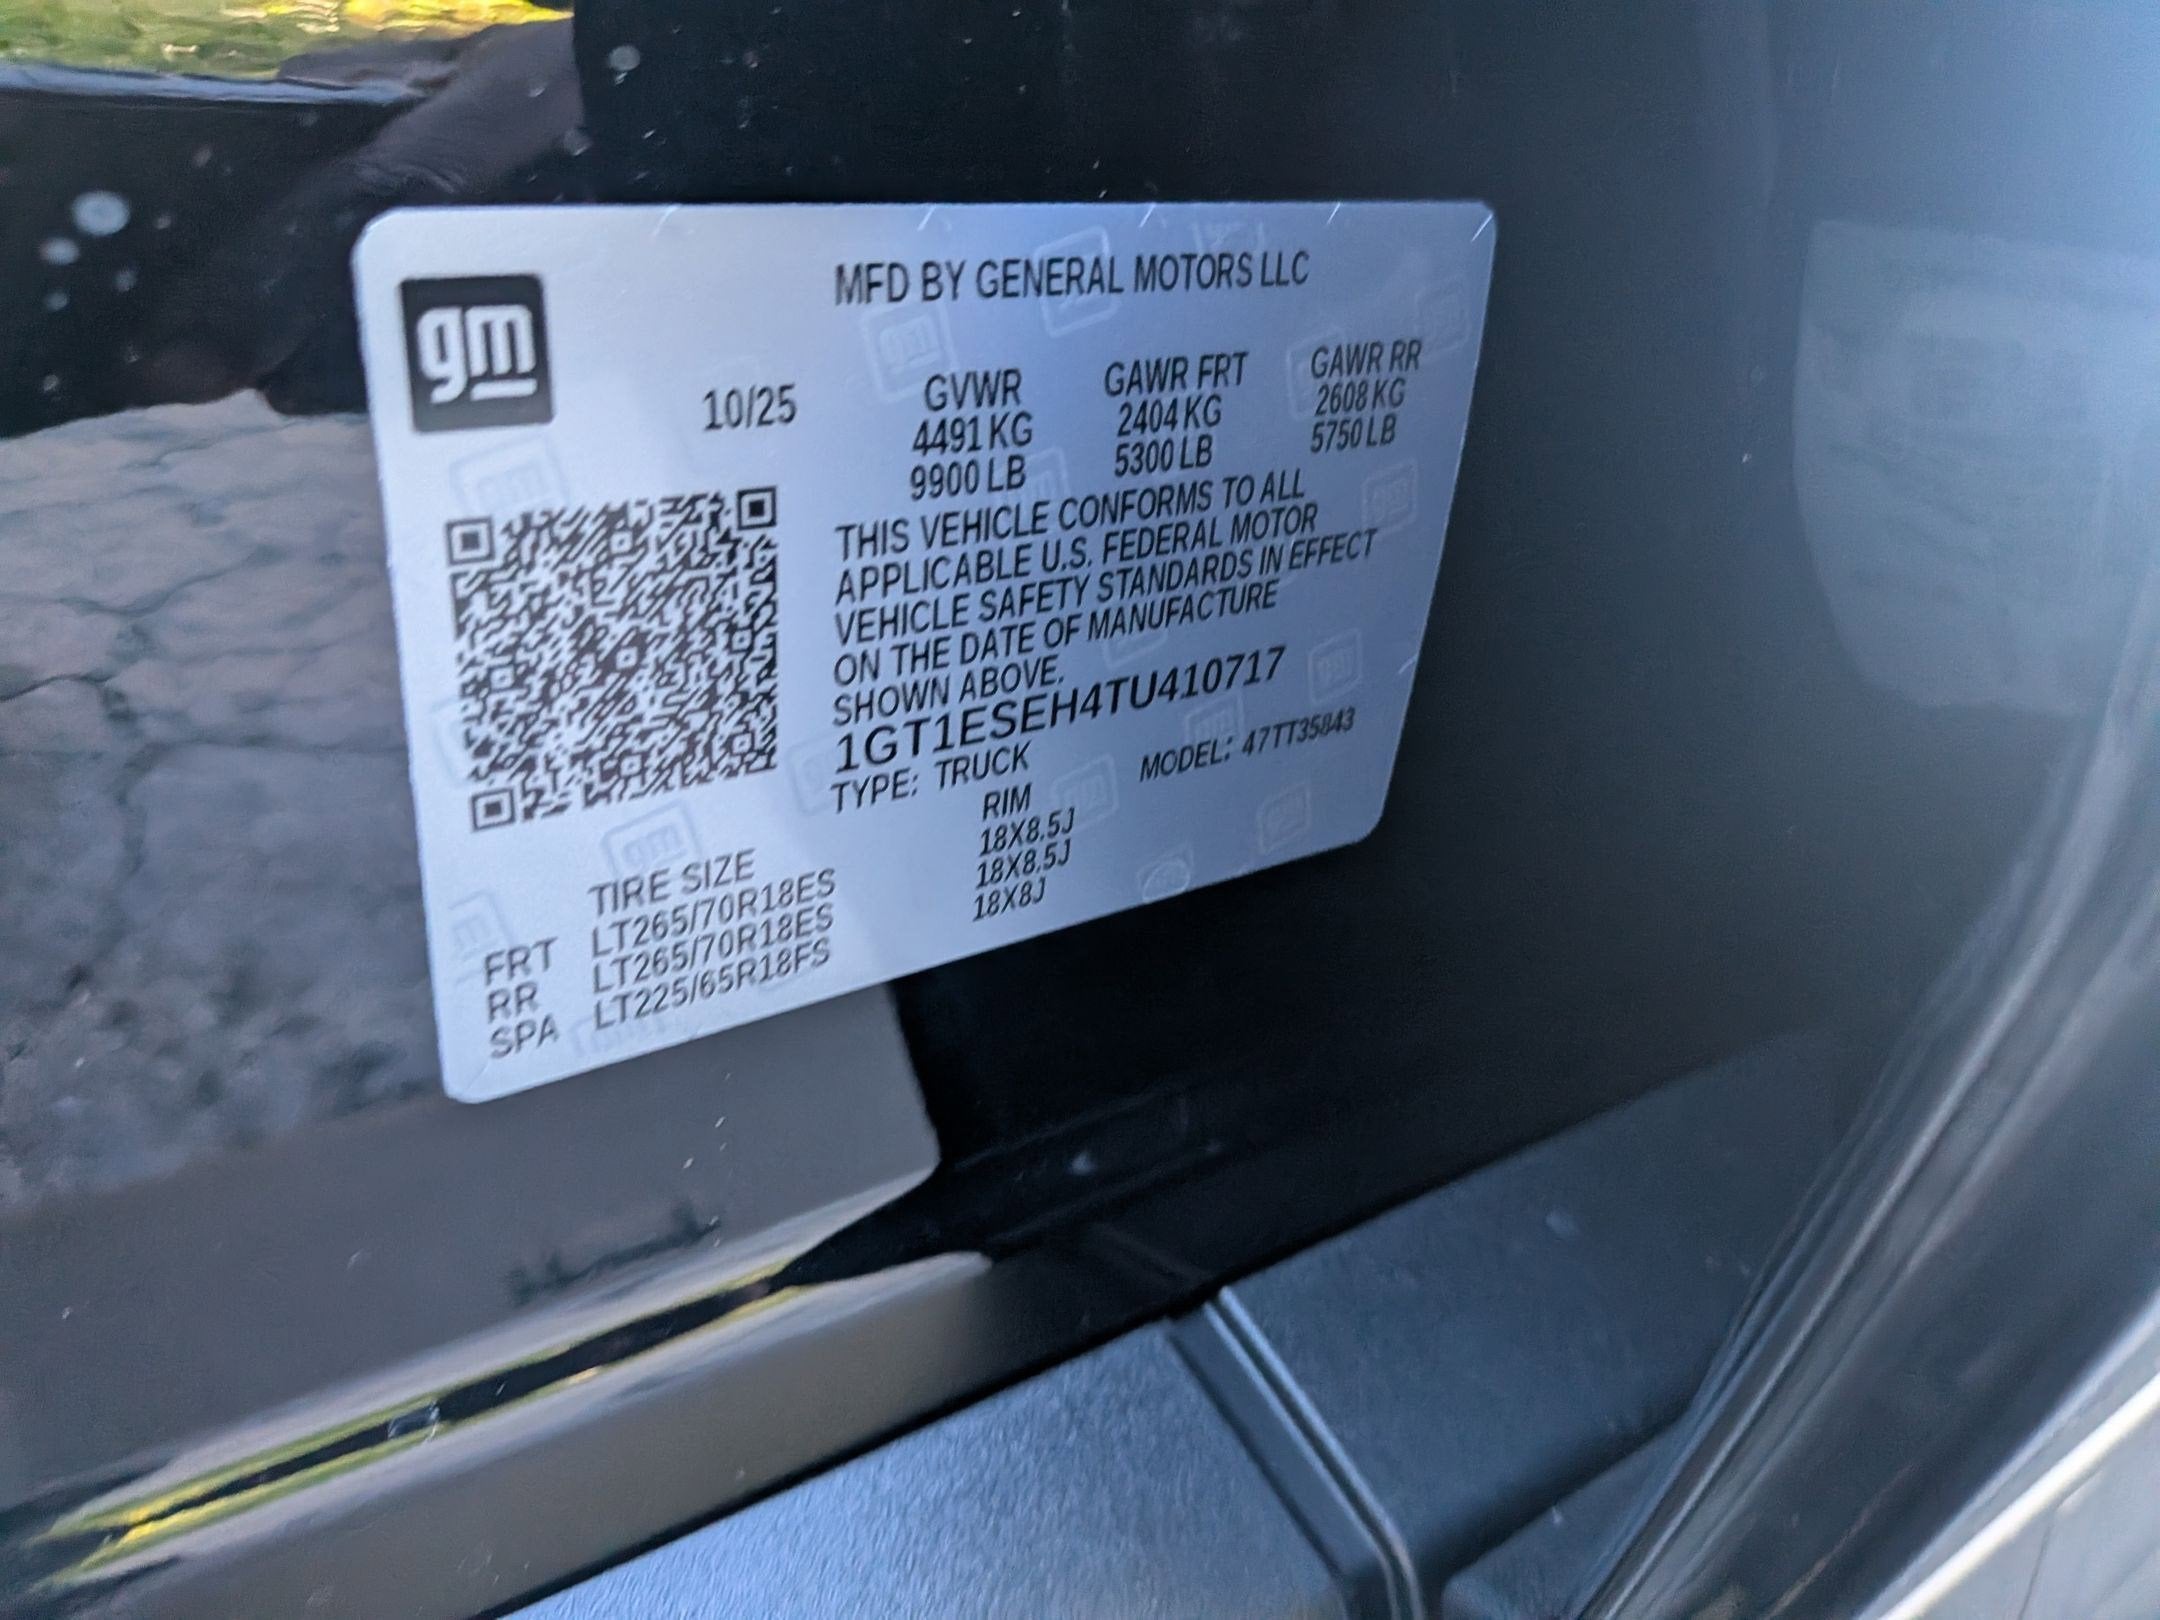 gm
MFD BY GENERAL MOTORS LLC
10/25
GVWR GAWR FRT GAWR RR
4491 KG 2404 KG 2608 KG
9900 LB 5300 LB 5750 LB
THIS VEHICLE CONFORMS TO ALL
APPLICABLE U.S. FEDERAL MOTOR
VEHICLE SAFETY STANDARDS IN EFFECT
ON THE DATE OF MANUFACTURE
SHOWN ABOVE.
1GT1ESEH4TU410717
TYPE: TRUCK MODEL: 47TT35843
TIRE SIZE RIM
FRT LT265/70R18ES 18X8.5J
RR LT265/70R18ES 18X8.5J
SPA LT225/65R18FS 18X8J